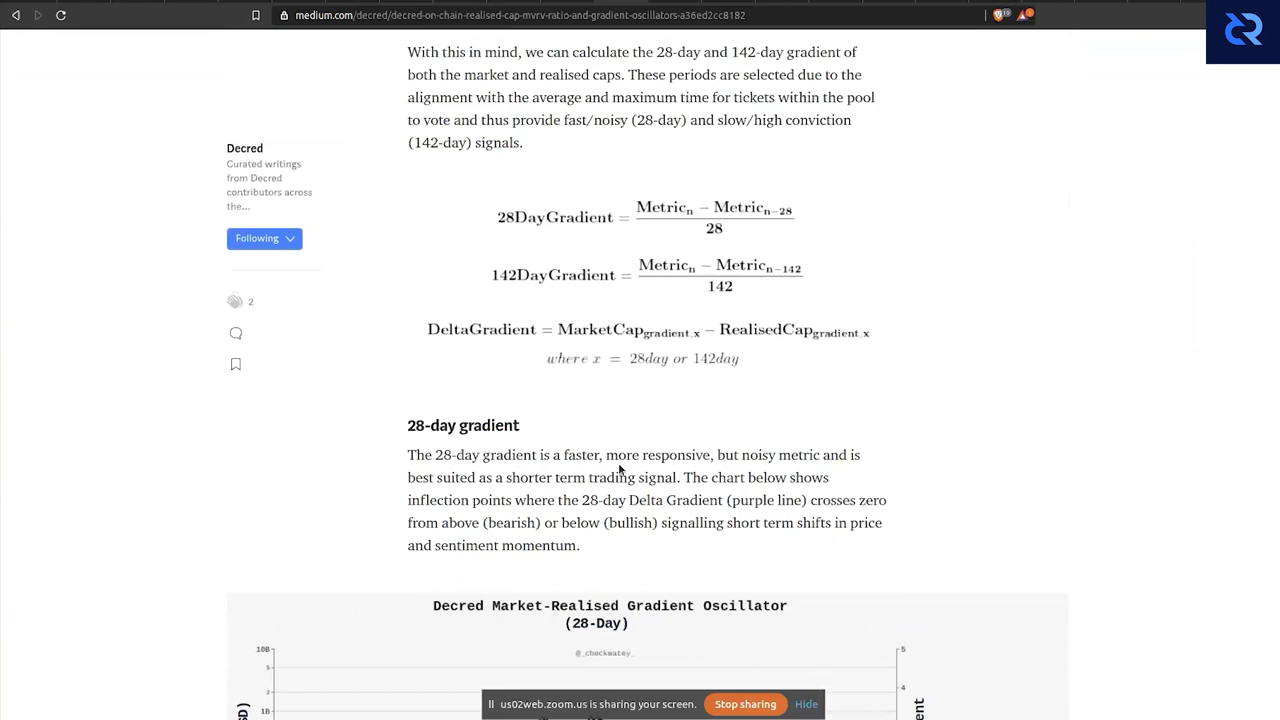 medium.com/decred/decred-on-chain-realised-cap-mvrv-ratio-and-gradient-oscillators-a36ed2cc8182
With this in mind, we can calculate the 28-day and 142-day gradient of
both the market and realised caps. These periods are selected due to the
alignment with the average and maximum time for tickets within the pool
to vote and thus provide fast/noisy (28-day) and slow/high conviction
(142-day) signals.
Decred
Curated writings
from Decred
contributors across
the...
Following
2
28DayGradient = (Metric_n − Metric_n−28) / 28
142DayGradient = (Metric_n − Metric_n−142) / 142
DeltaGradient = MarketCap_gradient.x − RealisedCap_gradient.x
where x = 28day or 142day
28-day gradient
The 28-day gradient is a faster, more responsive, but noisy metric and is
best suited as a shorter term trading signal. The chart below shows
inflection points where the 28-day Delta Gradient (purple line) crosses zero
from above (bearish) or below (bullish) signalling short term shifts in price
and sentiment momentum.
Decred Market-Realised Gradient Oscillator
(28-Day)
@_checkmatey_
10B
5
2
1B
5
4
us02web.zoom.us is sharing your screen.
Stop sharing
Hide